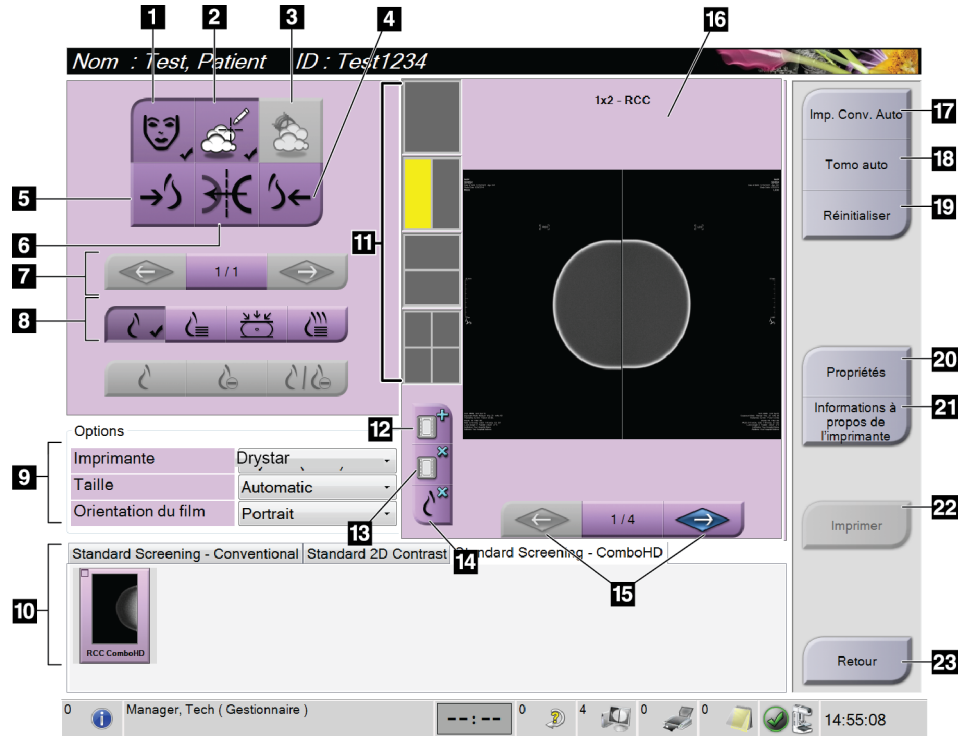 1
2
3
4
Nom : Test, Patient ID : Test1234
16
1x2 - RCC
Imp. Conv. Auto
17
Tomo auto
18
Réinitialiser
19
5
6
11
7
1/1
8
Propriétés
20
Informations à
propos de
l'imprimante
21
12
Options
9
Imprimante
Drystar
Taille
Automatic
Orientation du film
Portrait
13
14
1/4
15
Imprimer
22
10
Standard Screening - Conventional
Standard 2D Contrast
Standard Screening - ComboHD
RCC ComboHD
Retour
23
0
Manager, Tech ( Gestionnaire )
--:--
0
4
0
0
14:55:08